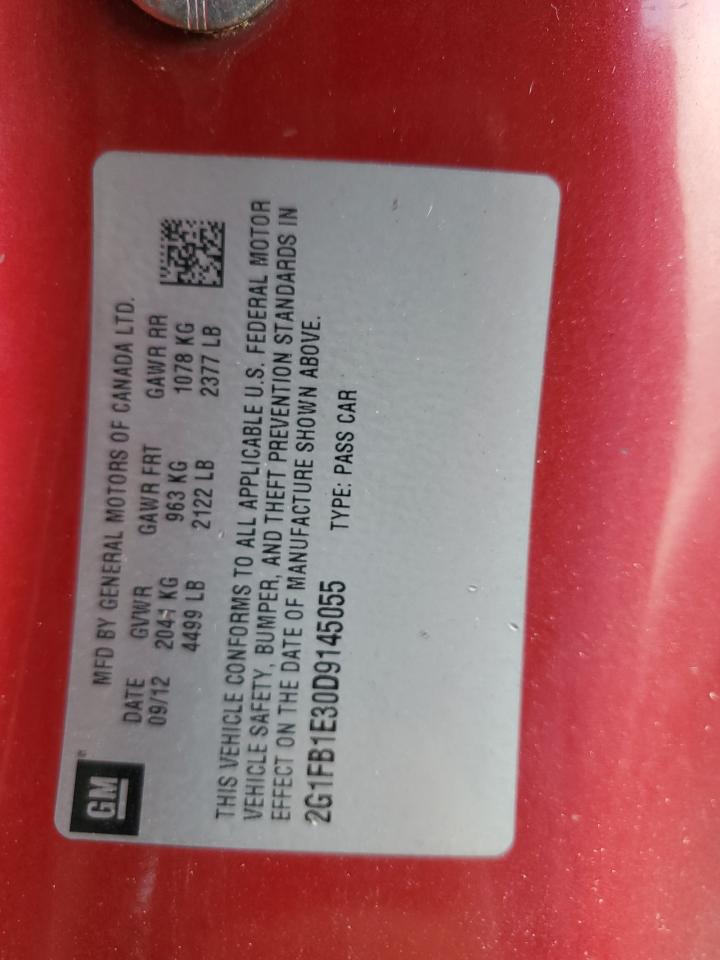 GM®
MFD BY GENERAL MOTORS OF CANADA LTD.
DATE GVWR GAWR FRT GAWR RR
09/12 2041 KG 963 KG 1078 KG
4499 LB 2122 LB 2377 LB
THIS VEHICLE CONFORMS TO ALL APPLICABLE U.S. FEDERAL MOTOR
VEHICLE SAFETY, BUMPER, AND THEFT PREVENTION STANDARDS IN
EFFECT ON THE DATE OF MANUFACTURE SHOWN ABOVE.
2G1FB1E30D9145055 TYPE: PASS CAR